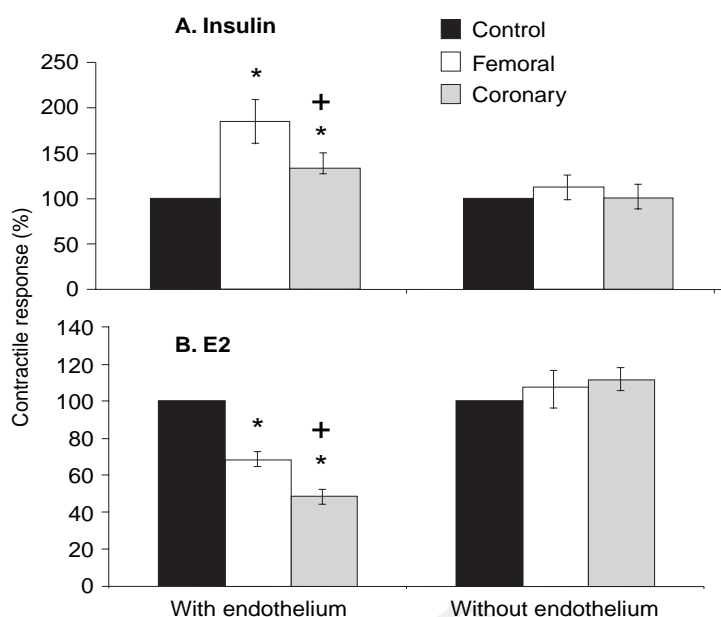 A. Insulin
Control
Femoral
Coronary
Contractile response (%)
250
200
150
100
50
0
*
+
*
B. E2
140
120
100
80
60
40
20
0
*
+
*
With endothelium
Without endothelium